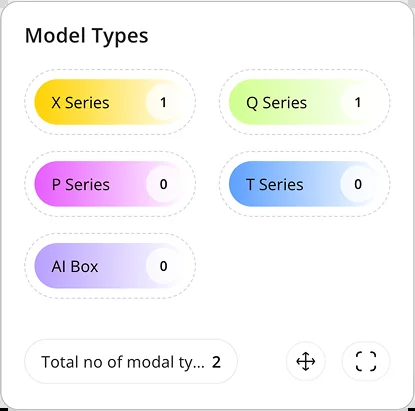 Model Types
X Series 1
Q Series 1
P Series 0
T Series 0
AI Box 0
Total no of modal ty... 2